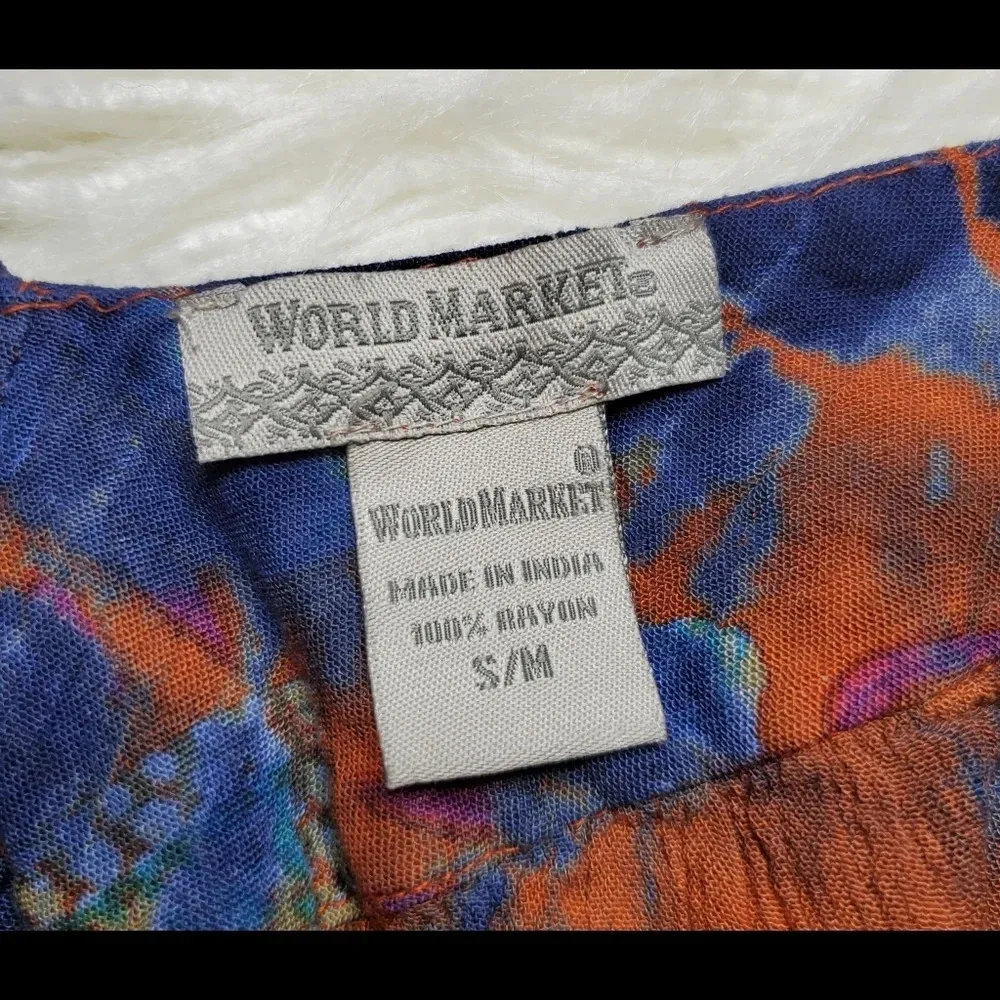 WORLD MARKET®
®
WORLD MARKET
MADE IN INDIA
100% RAYON
S/M